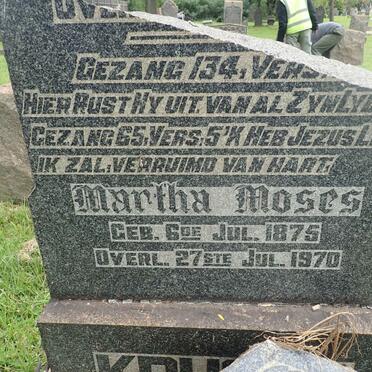 GEZANG 134, VERS
HIER RUST HY UIT VAN AL ZYN
GEZANG 65, VERS: 5 'K HEB JEZUS L
IK ZAL, VERRUIMD VAN HART
Martha Moses
GEB. 6DE JUL. 1875
OVERL. 27STE JUL. 1970